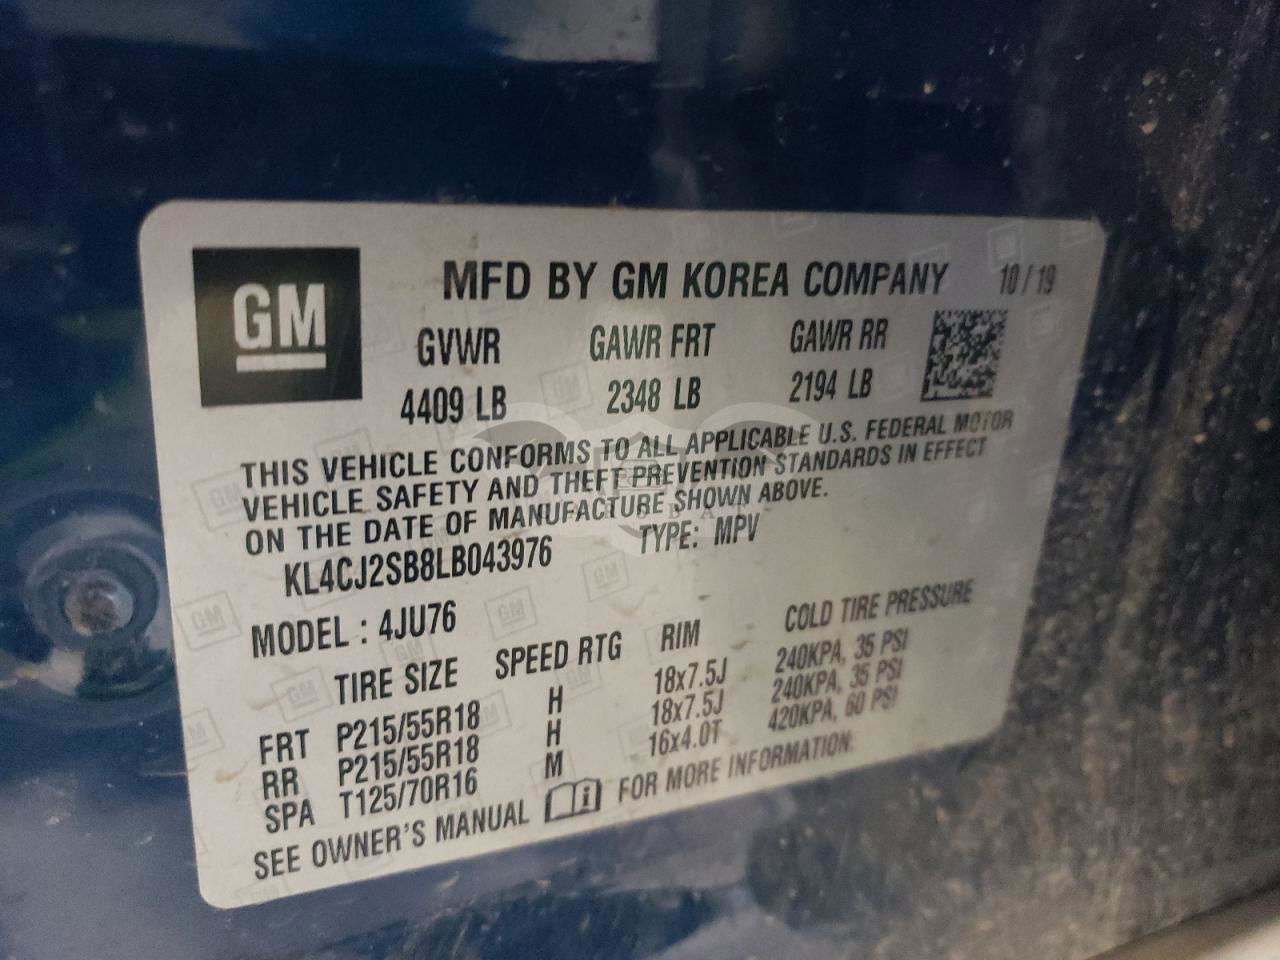 GM
MFD BY GM KOREA COMPANY 10/19
GVWR GAWR FRT GAWR RR
4409 LB 2348 LB 2194 LB
THIS VEHICLE CONFORMS TO ALL APPLICABLE U.S. FEDERAL MOTOR
VEHICLE SAFETY AND THEFT PREVENTION STANDARDS IN EFFECT
ON THE DATE OF MANUFACTURE SHOWN ABOVE.
KL4CJ2SB8LB043976 TYPE: MPV
MODEL : 4JU76
TIRE SIZE SPEED RTG RIM COLD TIRE PRESSURE
FRT P215/55R18 H 18x7.5J 240KPA, 35 PSI
RR P215/55R18 H 18x7.5J 240KPA, 35 PSI
SPA T125/70R16 M 16x4.0T 420KPA, 60 PSI
SEE OWNER'S MANUAL FOR MORE INFORMATION.